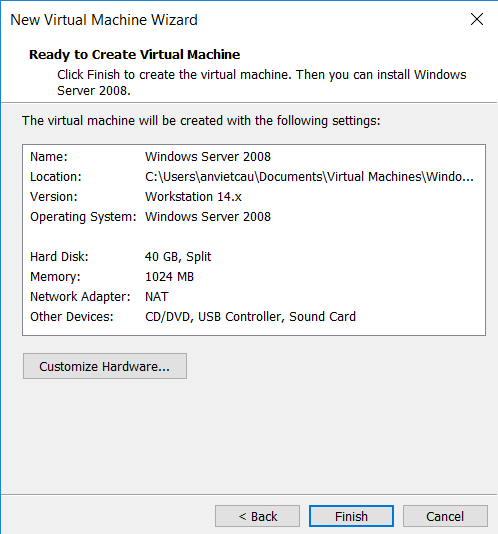 New Virtual Machine Wizard
Ready to Create Virtual Machine
Click Finish to create the virtual machine. Then you can install Windows
Server 2008.
The virtual machine will be created with the following settings:
Name: Windows Server 2008
Location: C:\Users\anvietcau\Documents\Virtual Machines\Windo...
Version: Workstation 14.x
Operating System: Windows Server 2008
Hard Disk: 40 GB, Split
Memory: 1024 MB
Network Adapter: NAT
Other Devices: CD/DVD, USB Controller, Sound Card
Customize Hardware...
< Back Finish Cancel